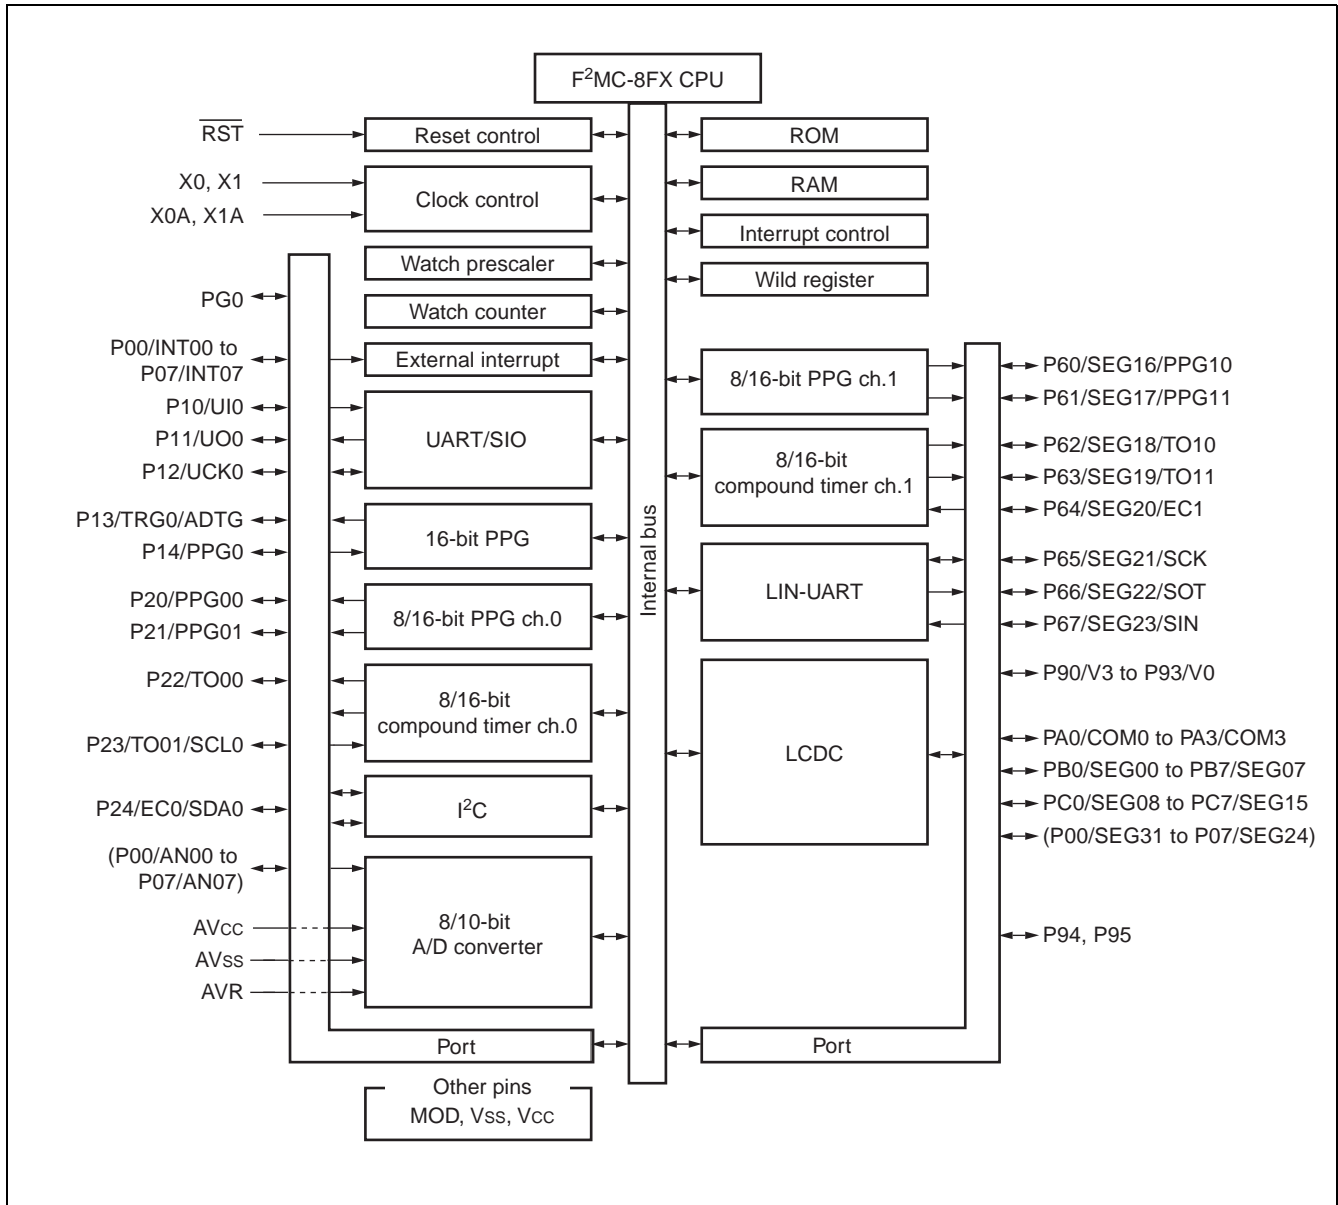 F²MC-8FX CPU
RST
Reset control
ROM
X0, X1
X0A, X1A
Clock control
RAM
Interrupt control
Watch prescaler
Wild register
PG0
Watch counter
P00/INT00 to
P07/INT07
External interrupt
P10/UI0
P11/UO0
P12/UCK0
UART/SIO
P13/TRG0/ADTG
P14/PPG0
16-bit PPG
P20/PPG00
P21/PPG01
8/16-bit PPG ch.0
P22/TO00
P23/TO01/SCL0
8/16-bit
compound timer ch.0
P24/EC0/SDA0
I²C
(P00/AN00 to
P07/AN07)
AVCC
AVSS
AVR
8/10-bit
A/D converter
Port
Other pins
MOD, VSS, VCC
Internal bus
8/16-bit PPG ch.1
P60/SEG16/PPG10
P61/SEG17/PPG11
8/16-bit
compound timer ch.1
P62/SEG18/TO10
P63/SEG19/TO11
P64/SEG20/EC1
LIN-UART
P65/SEG21/SCK
P66/SEG22/SOT
P67/SEG23/SIN
LCDC
P90/V3 to P93/V0
PA0/COM0 to PA3/COM3
PB0/SEG00 to PB7/SEG07
PC0/SEG08 to PC7/SEG15
(P00/SEG31 to P07/SEG24)
P94, P95
Port